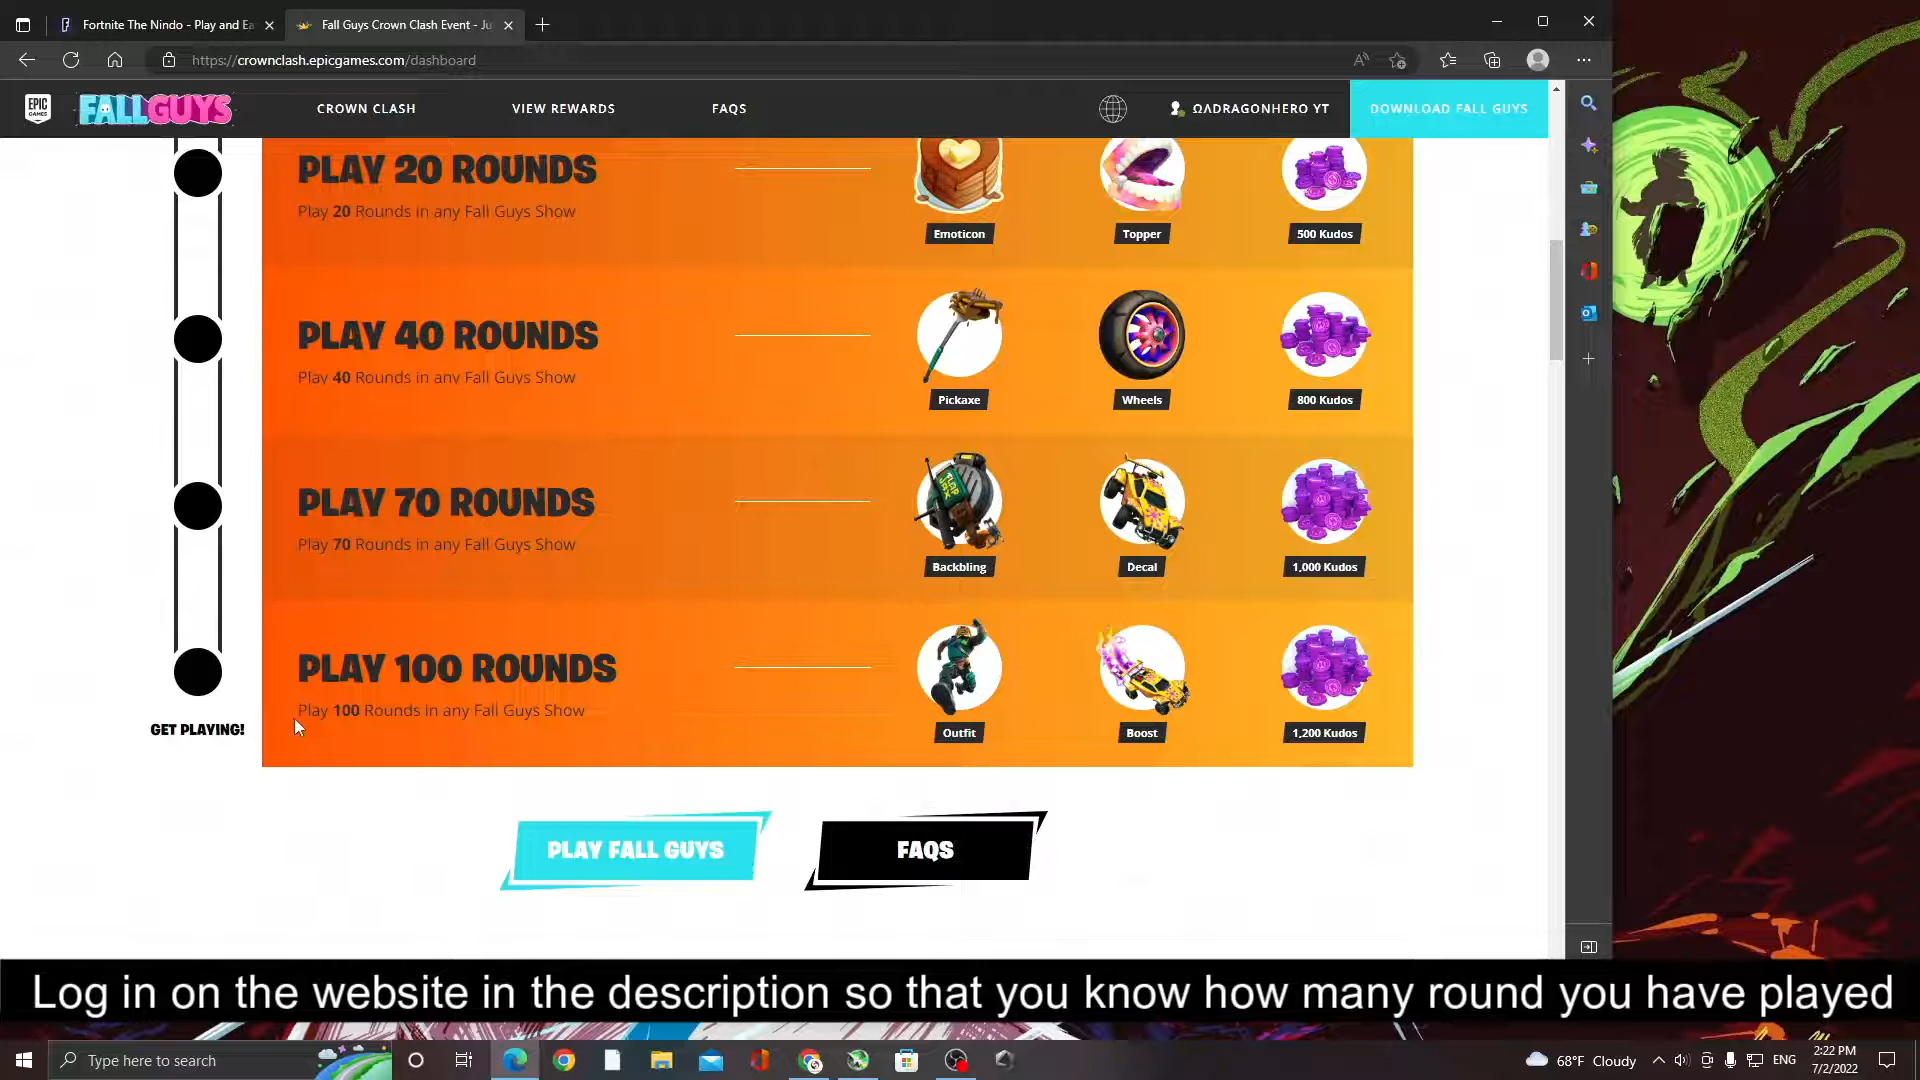 Fortnite The Nindo - Play and Ea
Fall Guys Crown Clash Event - Ju
https://crownclash.epicgames.com/dashboard
EPIC GAMES
FALL GUYS
CROWN CLASH
VIEW REWARDS
FAQS
ΩΛDRAGONHERO YT
DOWNLOAD FALL GUYS
PLAY 20 ROUNDS
Play 20 Rounds in any Fall Guys Show
Emoticon
Topper
500 Kudos
PLAY 40 ROUNDS
Play 40 Rounds in any Fall Guys Show
Pickaxe
Wheels
800 Kudos
PLAY 70 ROUNDS
Play 70 Rounds in any Fall Guys Show
FLAP JAX
Backbling
Decal
1,000 Kudos
PLAY 100 ROUNDS
Play 100 Rounds in any Fall Guys Show
Outfit
Boost
1,200 Kudos
GET PLAYING!
PLAY FALL GUYS
FAQS
Log in on the website in the description so that you know how many round you have played
Type here to search
68°F Cloudy
ENG
2:22 PM
7/2/2022